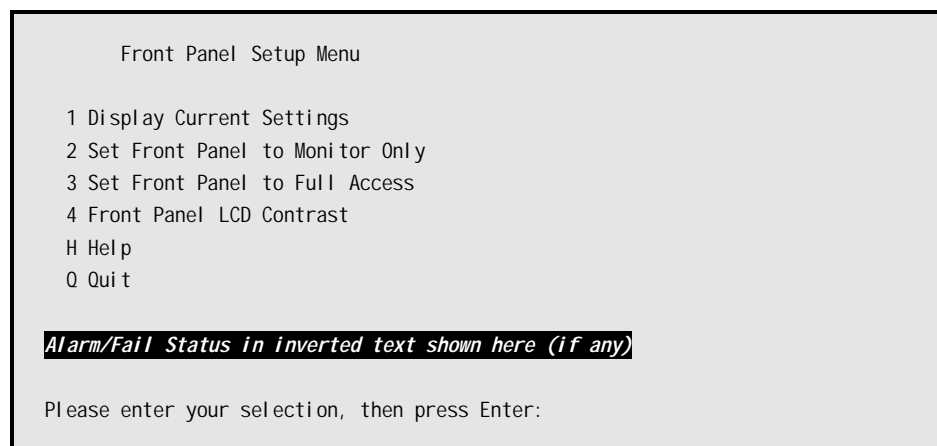 Front Panel Setup Menu
1 Display Current Settings
2 Set Front Panel to Monitor Only
3 Set Front Panel to Full Access
4 Front Panel LCD Contrast
H Help
Q Quit
Alarm/Fail Status in inverted text shown here (if any)
Please enter your selection, then press Enter: